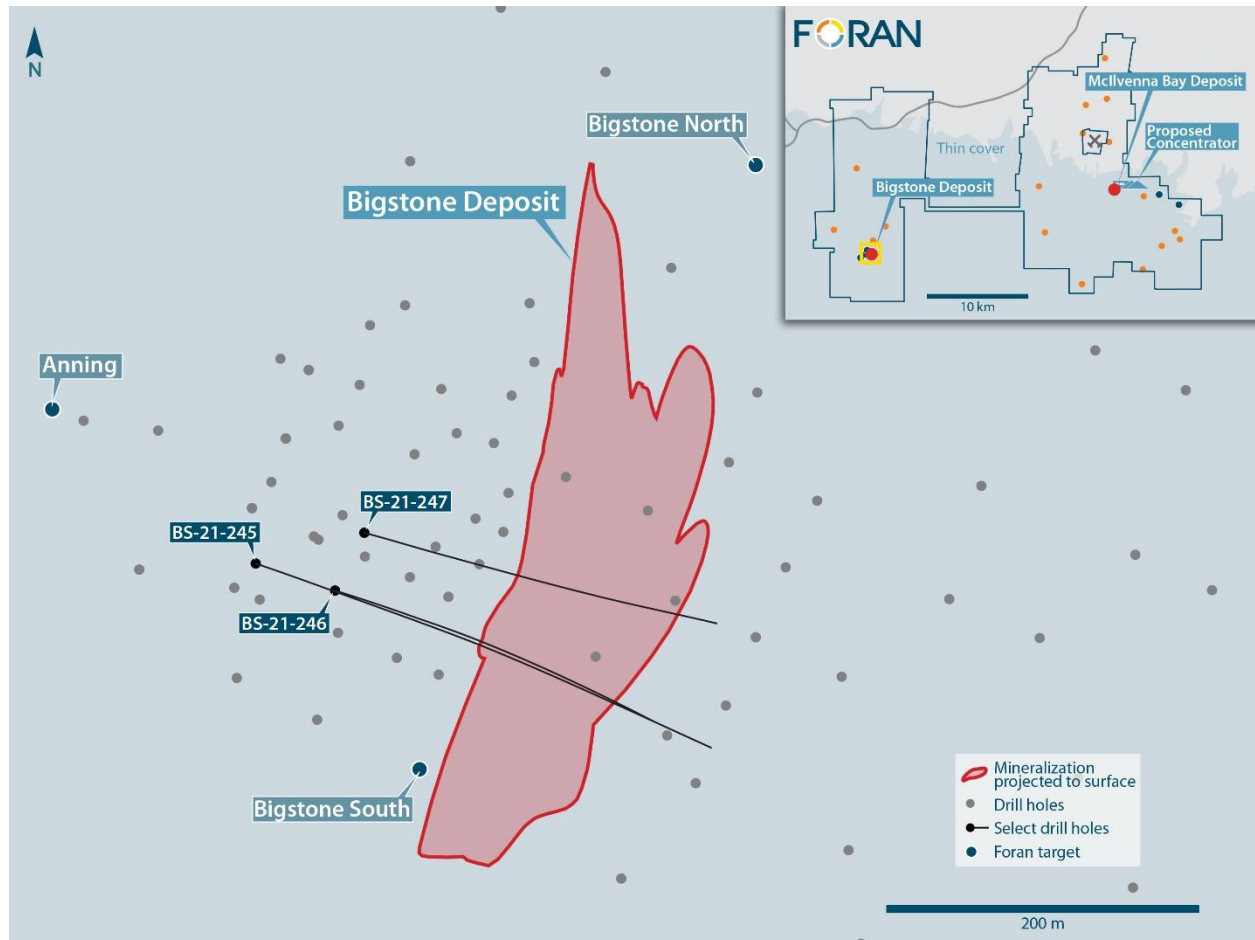 N
FORAN
McIlvenna Bay Deposit
Proposed
Concentrator
Thin cover
Bigstone Deposit
10 km
Bigstone North
Bigstone Deposit
Anning
BS-21-247
BS-21-245
BS-21-246
Bigstone South
Mineralization
projected to surface
Drill holes
Select drill holes
Foran target
200 m